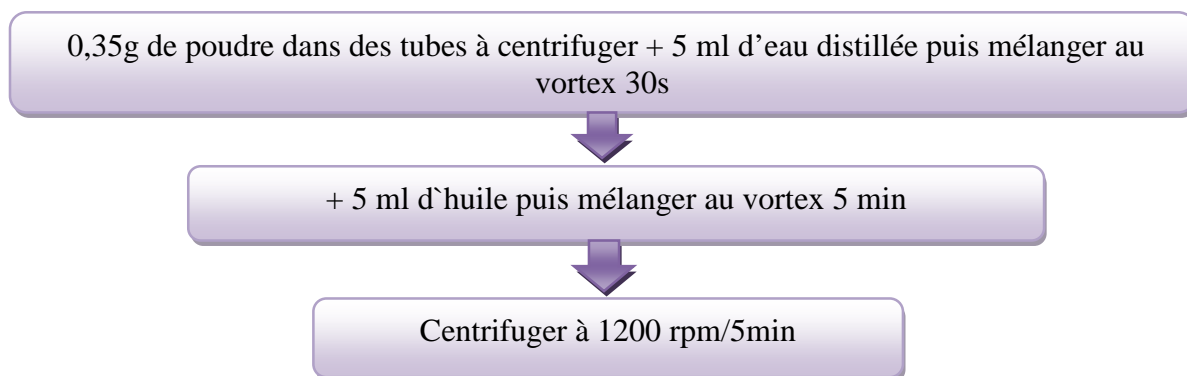 0,35g de poudre dans des tubes à centrifuger + 5 ml d’eau distillée puis mélanger au
vortex 30s
+ 5 ml d`huile puis mélanger au vortex 5 min
Centrifuger à 1200 rpm/5min